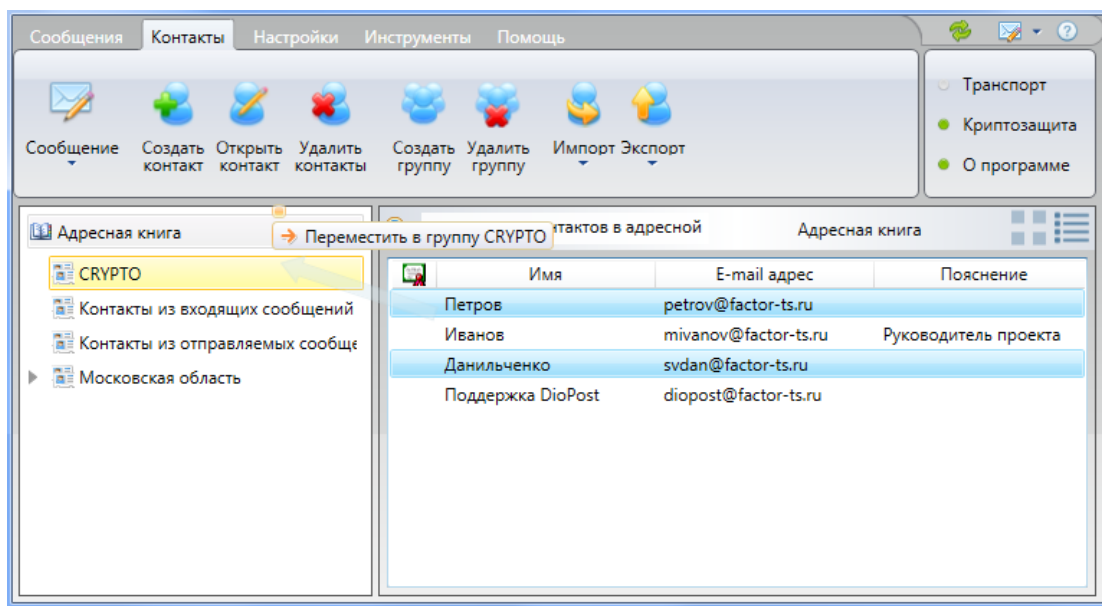 Сообщения Контакты Настройки Инструменты Помощь
Сообщение Создать контакт Открыть контакт Удалить контакты Создать группу Удалить группу Импорт Экспорт
Транспорт
Криптозащита
О программе
Адресная книга
Переместить в группу CRYPTO
в адресной
Адресная книга
CRYPTO
Контакты из входящих сообщений
Контакты из отправляемых сообще
Московская область
Имя E-mail адрес Пояснение
Петров petrov@factor-ts.ru
Иванов mivanov@factor-ts.ru Руководитель проекта
Данильченко svdan@factor-ts.ru
Поддержка DioPost diopost@factor-ts.ru